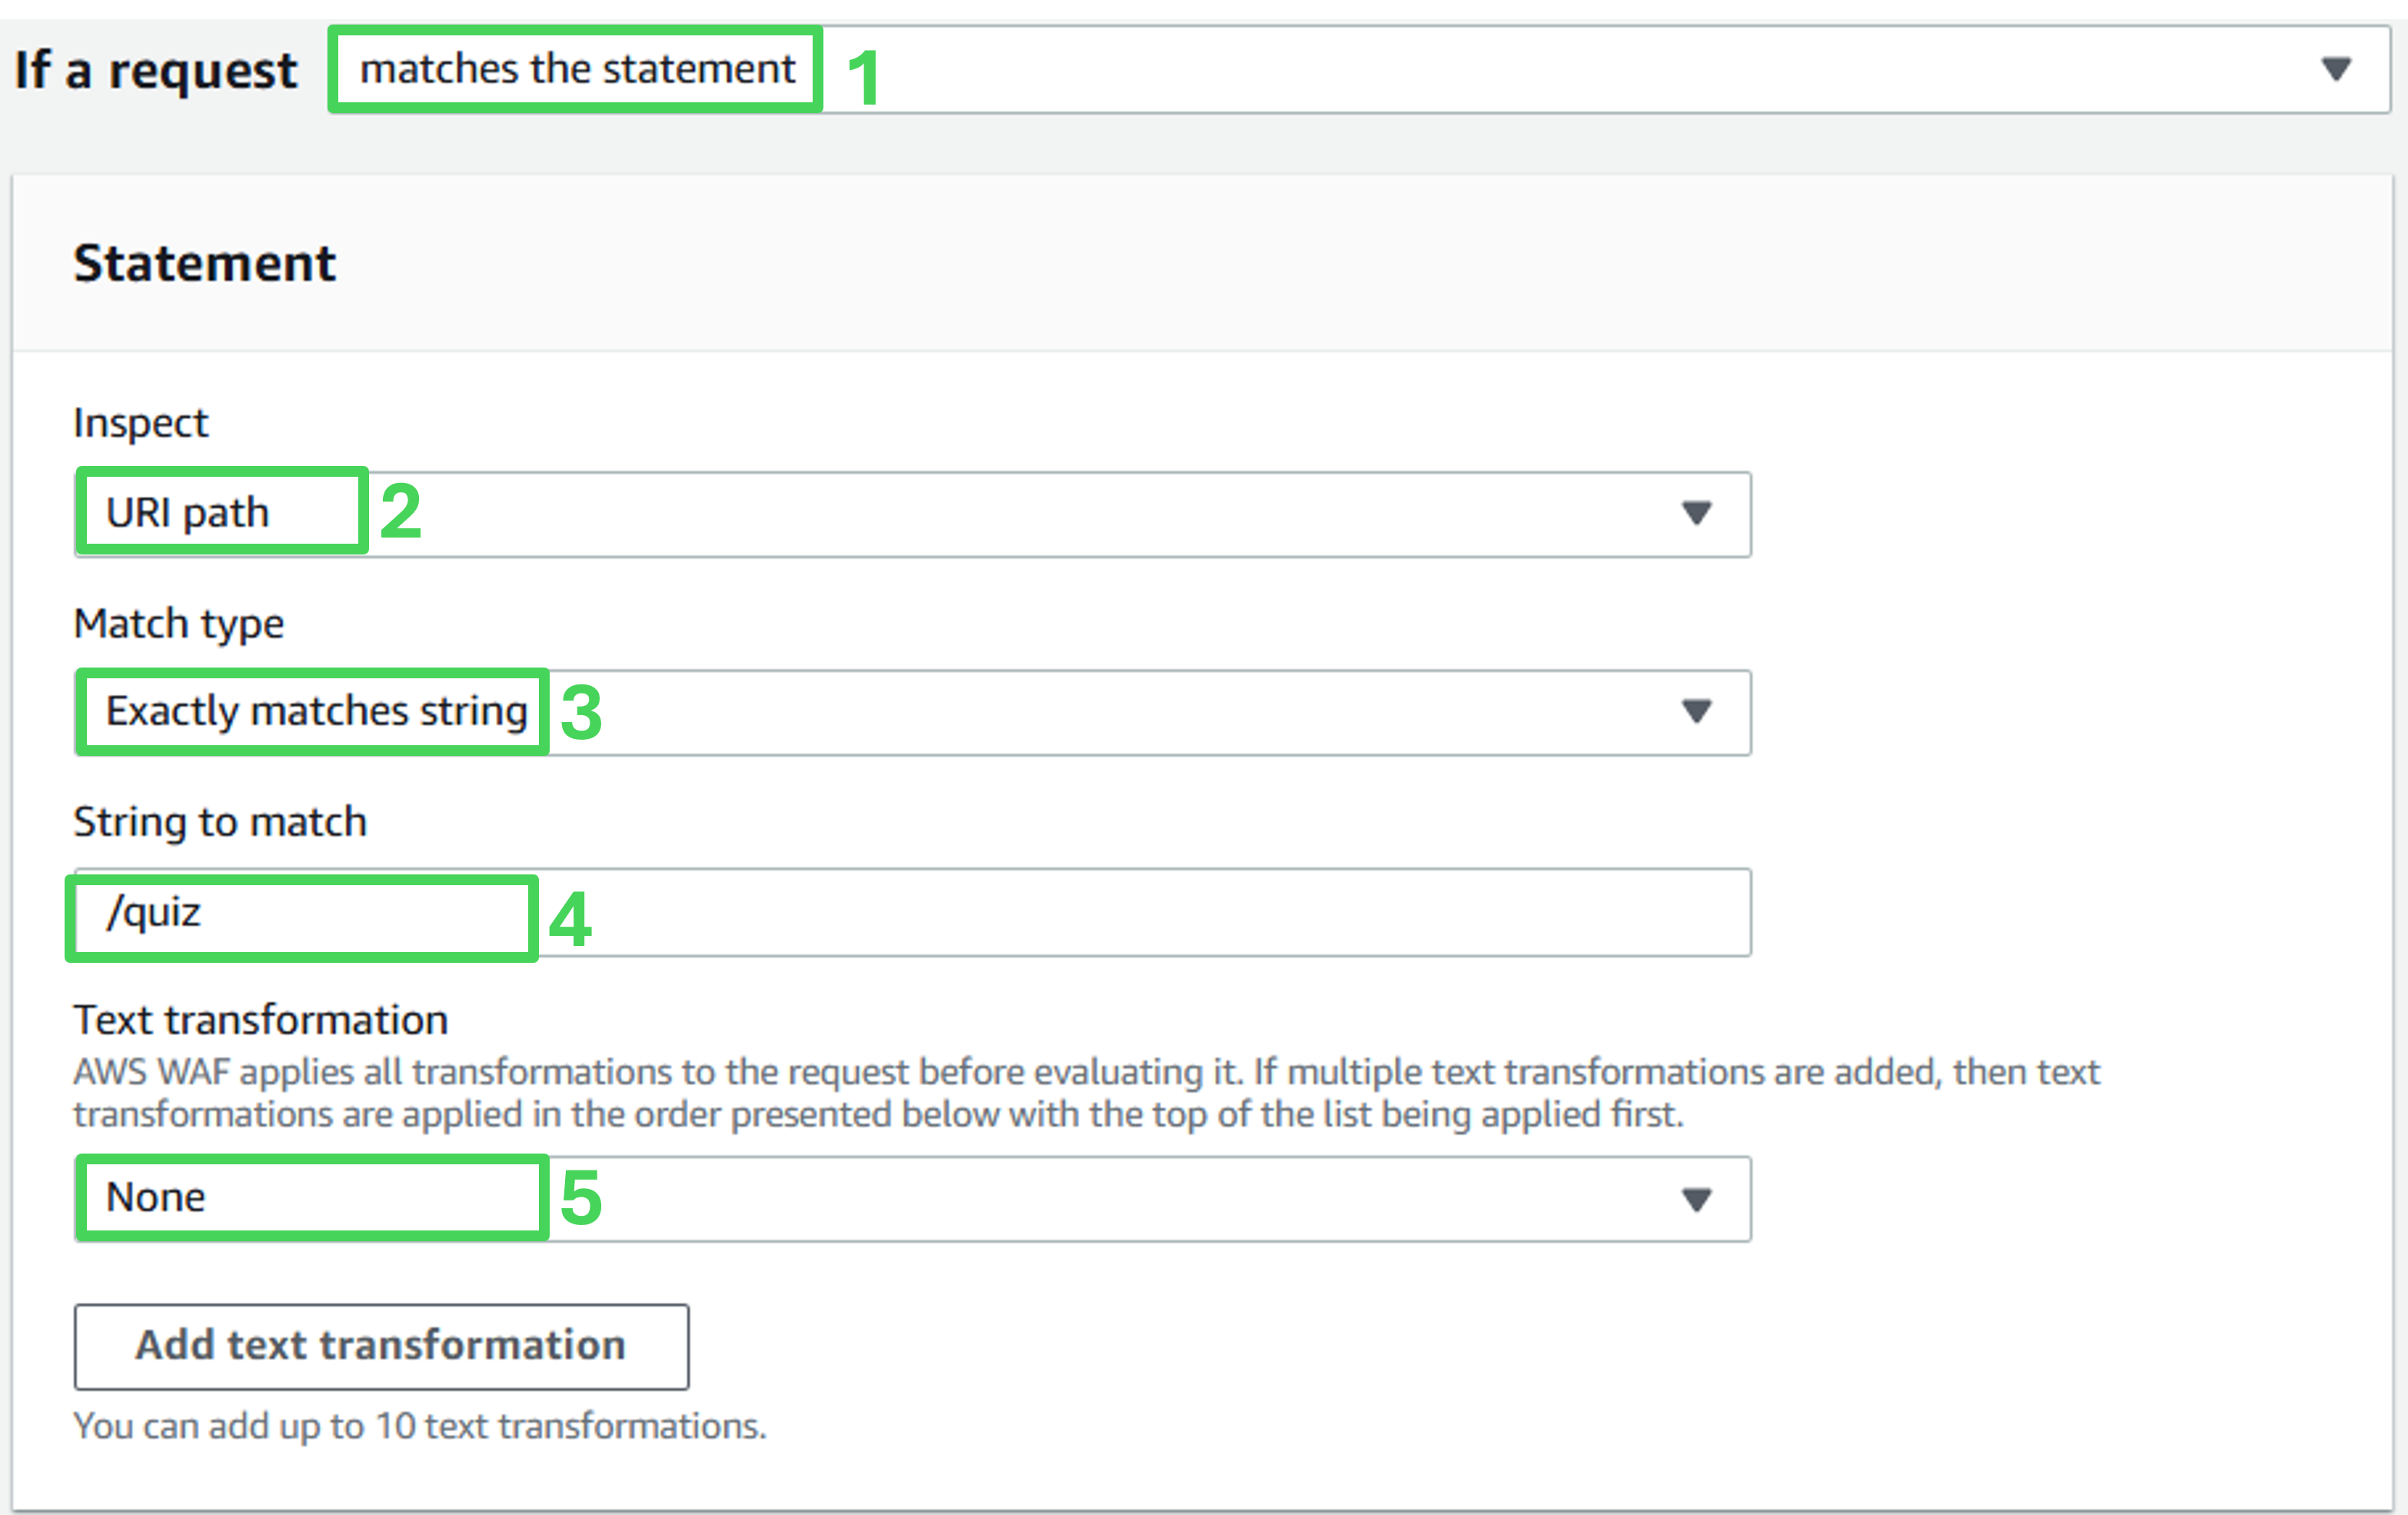 If a request matches the statement 1
Statement
Inspect
URI path 2
Match type
Exactly matches string 3
String to match
/quiz 4
Text transformation
AWS WAF applies all transformations to the request before evaluating it. If multiple text transformations are added, then text
transformations are applied in the order presented below with the top of the list being applied first.
None 5
Add text transformation
You can add up to 10 text transformations.